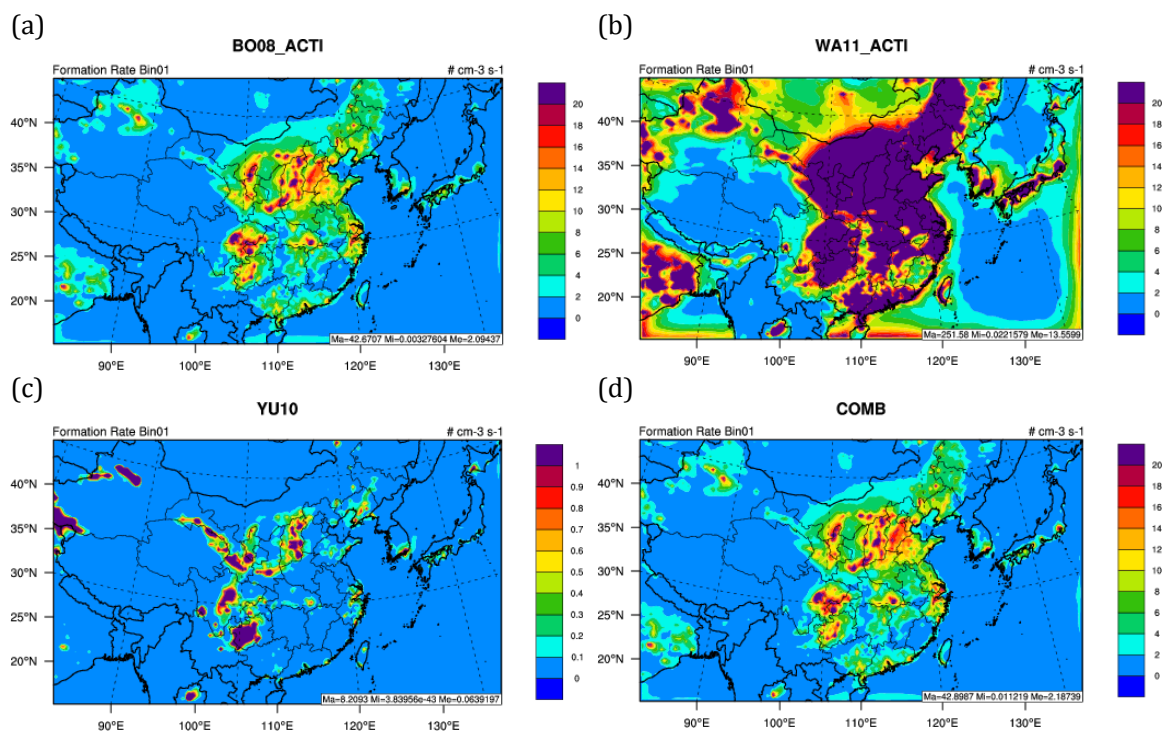 (a)
BO08_ACTI
Formation Rate Bin01 # cm-3 s-1
40°N
35°N
30°N
25°N
20°N
90°E 100°E 110°E 120°E 130°E
20
18
16
14
12
10
8
6
4
2
0
Ma=42.6707 Mi=0.00327604 Me=2.09437
(b)
WA11_ACTI
Formation Rate Bin01 # cm-3 s-1
40°N
35°N
30°N
25°N
20°N
90°E 100°E 110°E 120°E 130°E
20
18
16
14
12
10
8
6
4
2
0
Ma=251.58 Mi=0.0221579 Me=13.5599
(c)
YU10
Formation Rate Bin01 # cm-3 s-1
40°N
35°N
30°N
25°N
20°N
90°E 100°E 110°E 120°E 130°E
1
0.9
0.8
0.7
0.6
0.5
0.4
0.3
0.2
0.1
0
Ma=8.2093 Mi=3.83956e-43 Me=0.0639197
(d)
COMB
Formation Rate Bin01 # cm-3 s-1
40°N
35°N
30°N
25°N
20°N
90°E 100°E 110°E 120°E 130°E
20
18
16
14
12
10
8
6
4
2
0
Ma=42.8987 Mi=0.011219 Me=2.18739